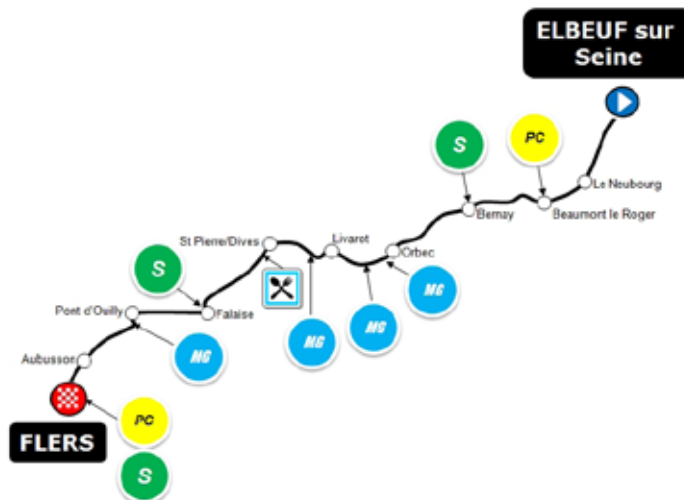 ELBEUF sur
Seine
S
PC
Le Neubourg
Bernay
Beaumont le Roger
St Pierre/Dives
Livarot
Orbec
S
MG
Pont d'Ouilly
Falaise
MG
MG
MG
Aubusson
PC
FLERS
S